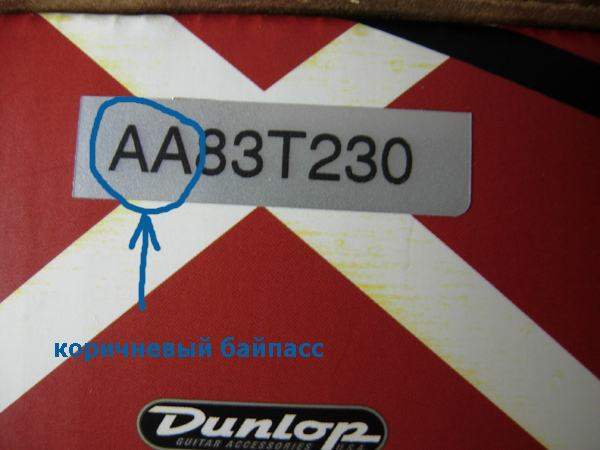 AA83T230
коричневый байпасс
Dunlop
GUITAR ACCESSORIES U.S.A.